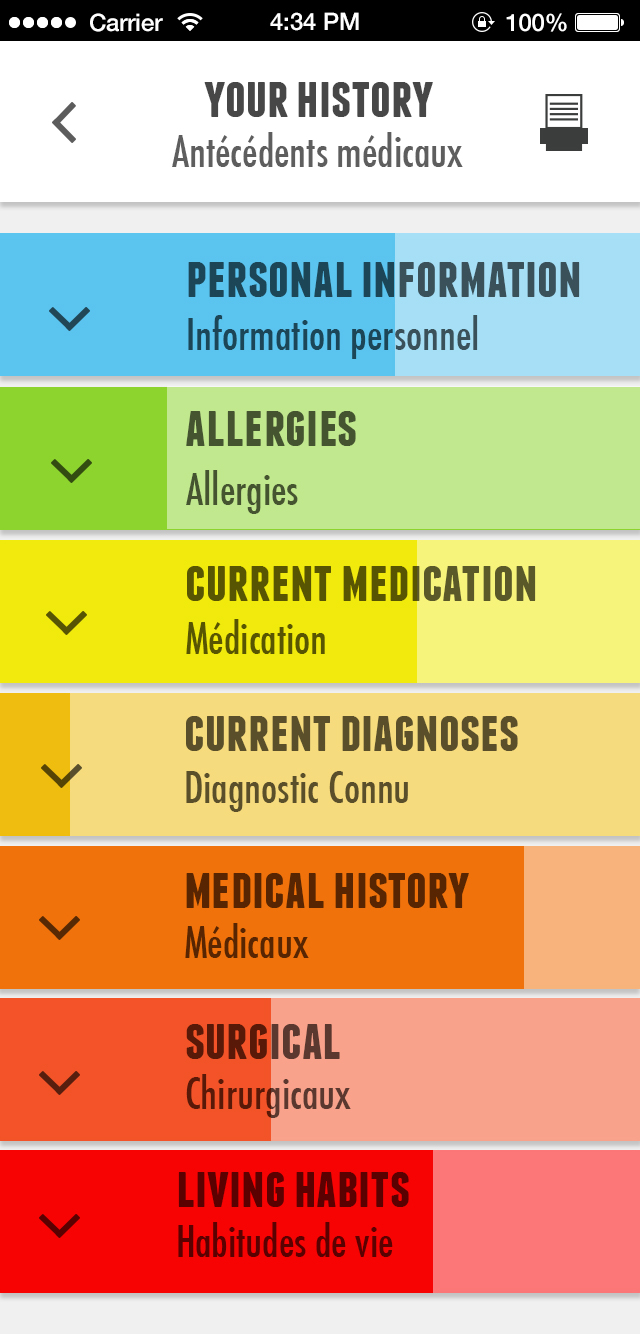 Carrier 4:34 PM 100%
YOUR HISTORY
Antécédents médicaux
PERSONAL INFORMATION
Information personnel
ALLERGIES
Allergies
CURRENT MEDICATION
Médication
CURRENT DIAGNOSES
Diagnostic Connu
MEDICAL HISTORY
Médicaux
SURGICAL
Chirurgicaux
LIVING HABITS
Habitudes de vie